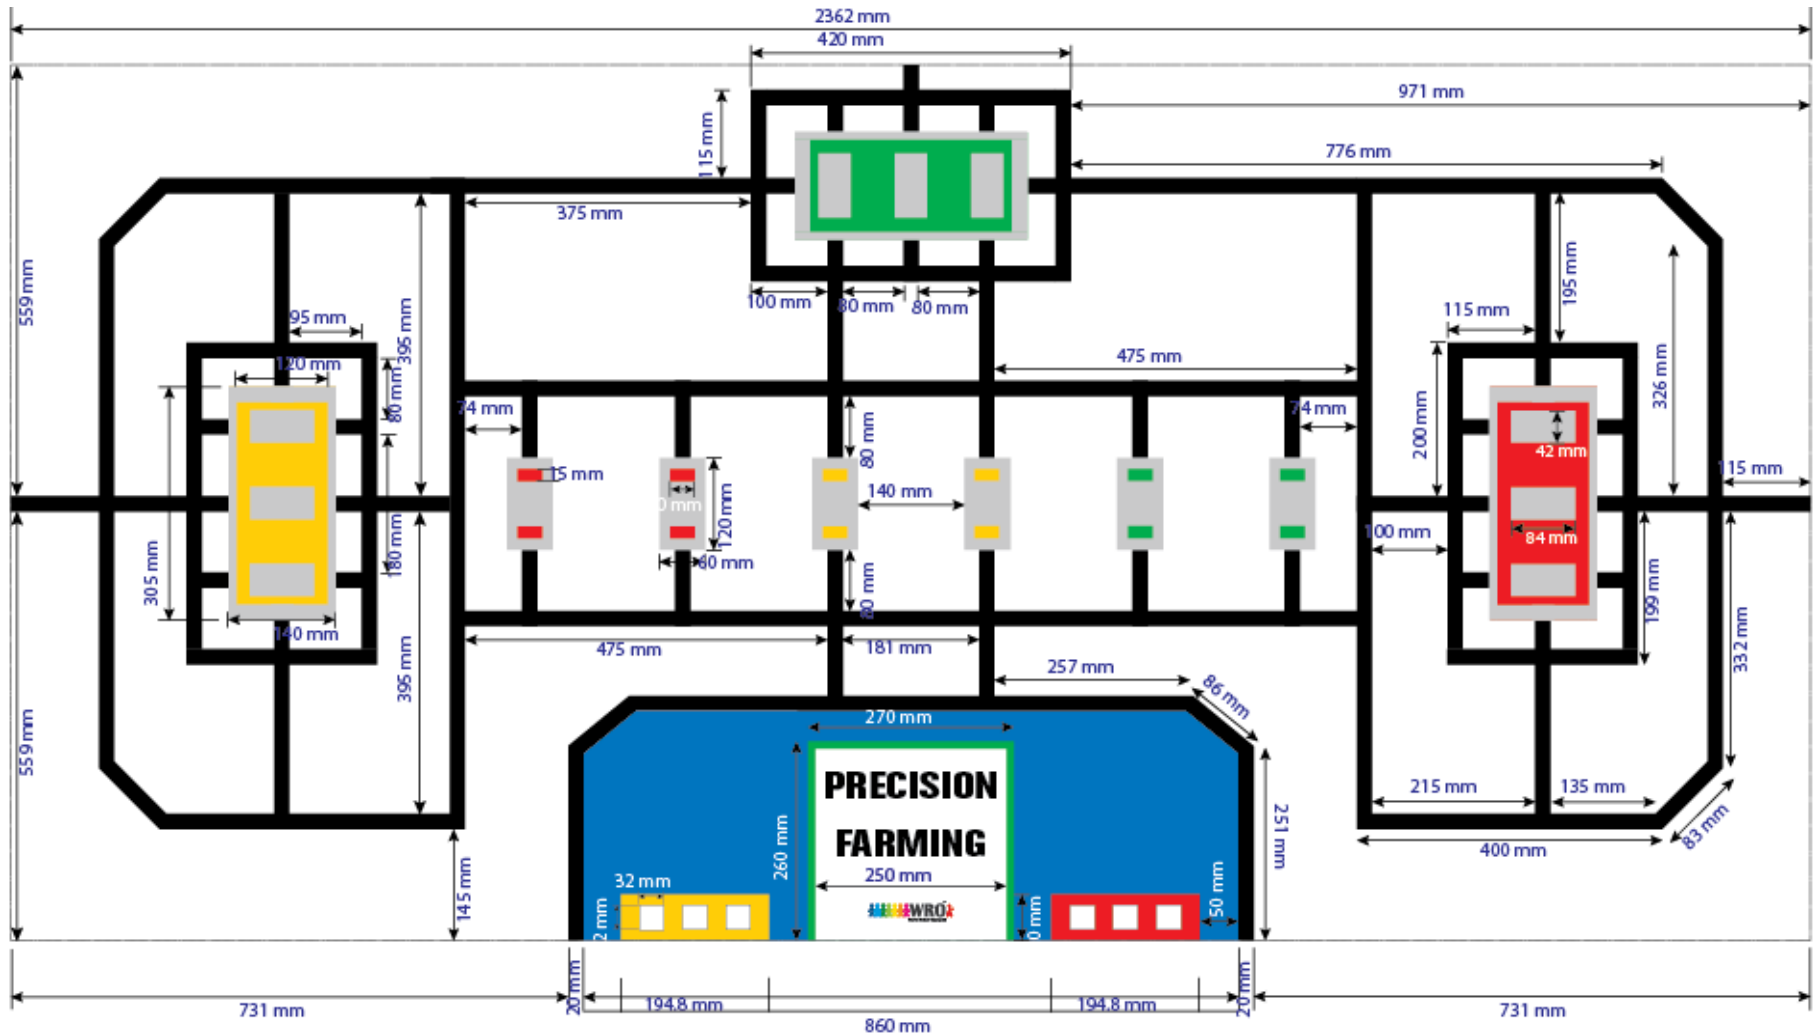 2362 mm
420 mm
971 mm
115 mm
776 mm
375 mm
559 mm
195 mm
100 mm
80 mm
80 mm
95 mm
395 mm
115 mm
475 mm
120 mm
80 mm
326 mm
74 mm
74 mm
200 mm
80 mm
42 mm
15 mm
115 mm
140 mm
120 mm
100 mm
84 mm
180 mm
60 mm
305 mm
80 mm
199 mm
140 mm
475 mm
181 mm
332 mm
257 mm
395 mm
86 mm
270 mm
559 mm
PRECISION
FARMING
215 mm
135 mm
251 mm
83 mm
260 mm
400 mm
32 mm
250 mm
50 mm
145 mm
WRO
20 mm
194.8 mm
194.8 mm
20 mm
731 mm
731 mm
860 mm